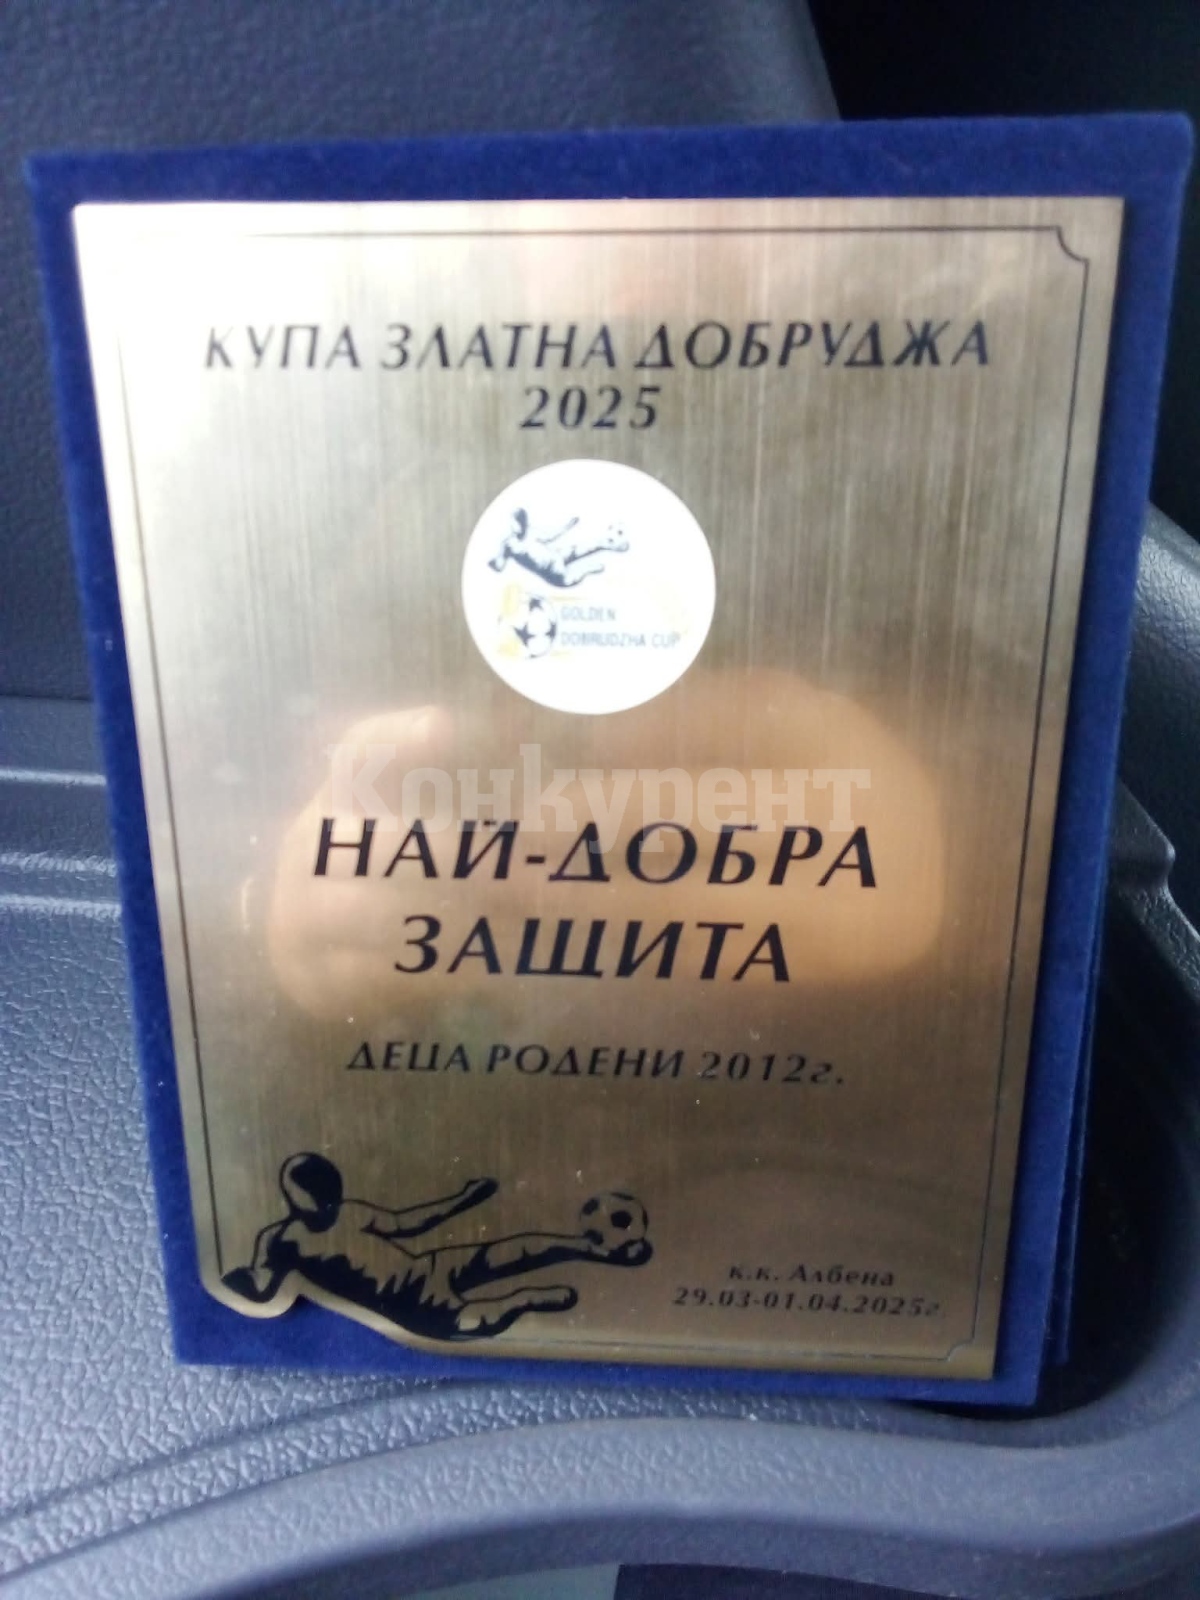 КУПА ЗЛАТНА ДОБРУДЖА
2025
GOLDEN
DOBRUDZHA CUP
Конкурент
НАЙ-ДОБРА
ЗАЩИТА
ДЕЦА РОДЕНИ 2012г.
к.к. Албена
29.03-01.04.2025г.